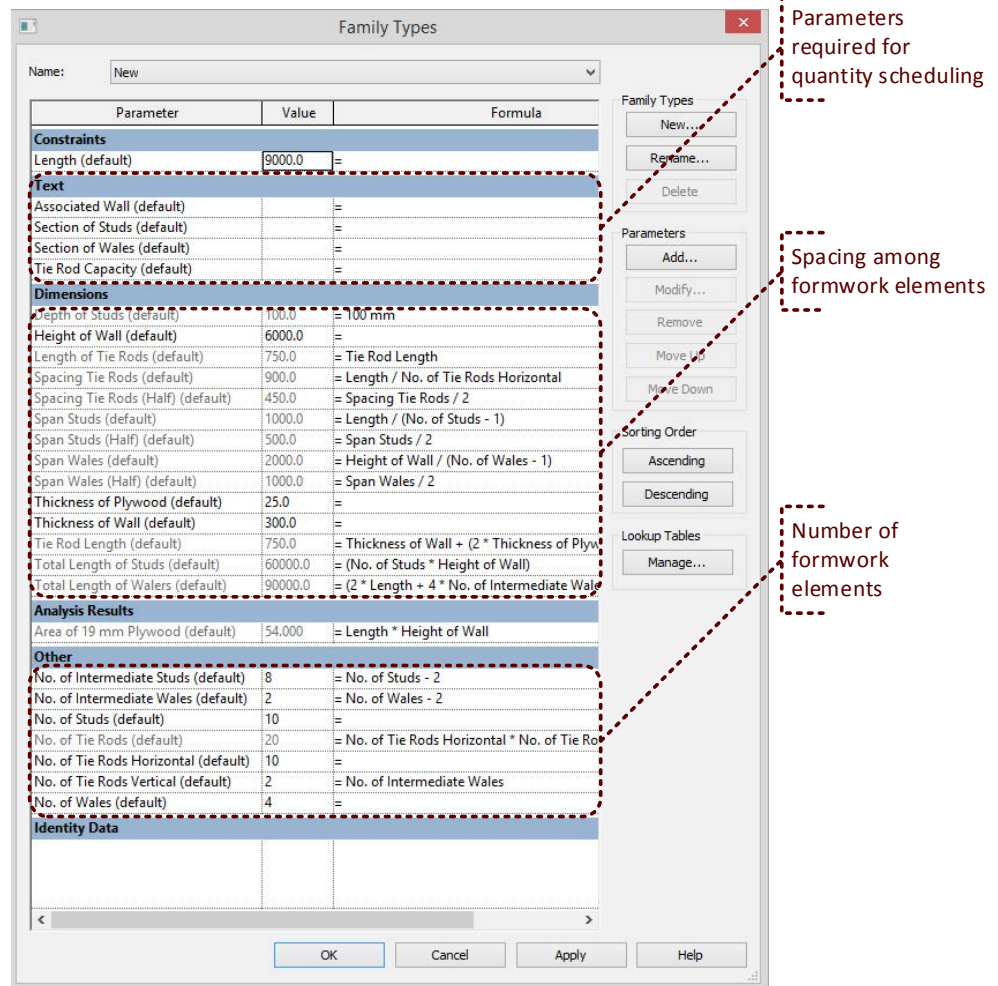 Family Types
Parameters
required for
quantity scheduling
Name: New
Parameter Value Formula
Constraints
Length (default) 9000.0 =
Text
Associated Wall (default) =
Section of Studs (default) =
Section of Wales (default) =
Tie Rod Capacity (default) =
Dimensions
Depth of Studs (default) 100.0 = 100 mm
Height of Wall (default) 6000.0 =
Length of Tie Rods (default) 750.0 = Tie Rod Length
Spacing Tie Rods (default) 900.0 = Length / No. of Tie Rods Horizontal
Spacing Tie Rods (Half) (default) 450.0 = Spacing Tie Rods / 2
Span Studs (default) 1000.0 = Length / (No. of Studs - 1)
Span Studs (Half) (default) 500.0 = Span Studs / 2
Span Wales (default) 2000.0 = Height of Wall / (No. of Wales - 1)
Span Wales (Half) (default) 1000.0 = Span Wales / 2
Thickness of Plywood (default) 25.0 =
Thickness of Wall (default) 300.0 =
Tie Rod Length (default) 750.0 = Thickness of Wall + (2 * Thickness of Plyw
Total Length of Studs (default) 60000.0 = (No. of Studs * Height of Wall)
Total Length of Walers (default) 90000.0 = (2 * Length + 4 * No. of Intermediate Wale
Analysis Results
Area of 19 mm Plywood (default) 54.000 = Length * Height of Wall
Other
No. of Intermediate Studs (default) 8 = No. of Studs - 2
No. of Intermediate Wales (default) 2 = No. of Wales - 2
No. of Studs (default) 10 =
No. of Tie Rods (default) 20 = No. of Tie Rods Horizontal * No. of Tie Ro
No. of Tie Rods Horizontal (default) 10 =
No. of Tie Rods Vertical (default) 2 = No. of Intermediate Wales
No. of Wales (default) 4 =
Identity Data
Family Types
New...
Rename...
Delete
Parameters
Add...
Modify...
Remove
Move Up
Move Down
Sorting Order
Ascending
Descending
Lookup Tables
Manage...
Spacing among
formwork elements
Number of
formwork
elements
OK Cancel Apply Help